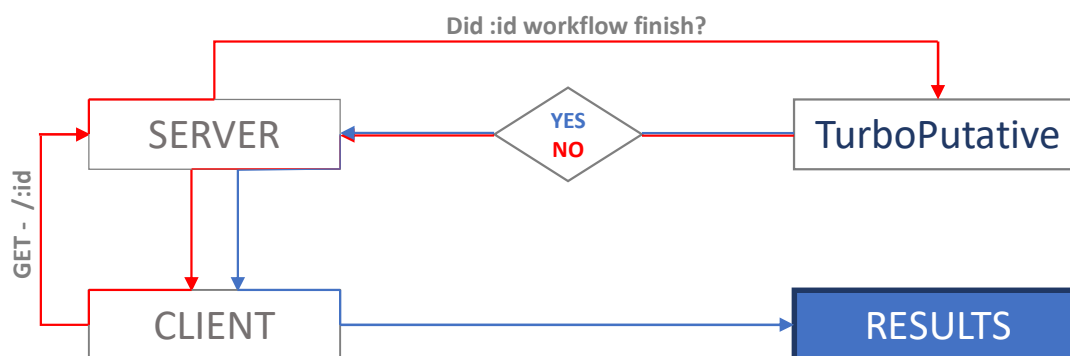 Did :id workflow finish?
SERVER
YES
NO
TurboPutative
GET - /:id
CLIENT
RESULTS